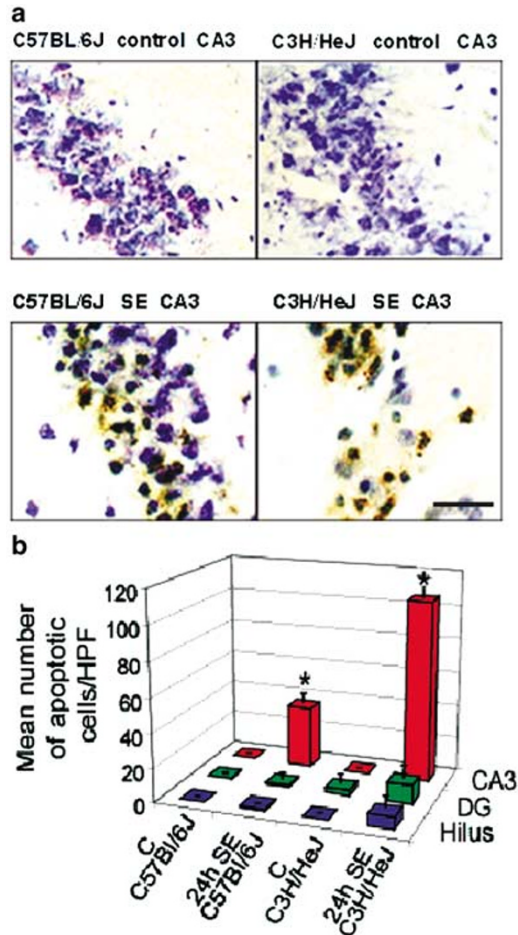 a
C57BL/6J control CA3 C3H/HeJ control CA3
C57BL/6J SE CA3 C3H/HeJ SE CA3
b
Mean number
of apoptotic
cells/HPF
120
100
80
60
40
20
0
*
*
CA3
DG
Hilus
C
C57Bl/6J
24h SE
C57Bl/6J
C
C3H/HeJ
24h SE
C3H/HeJ